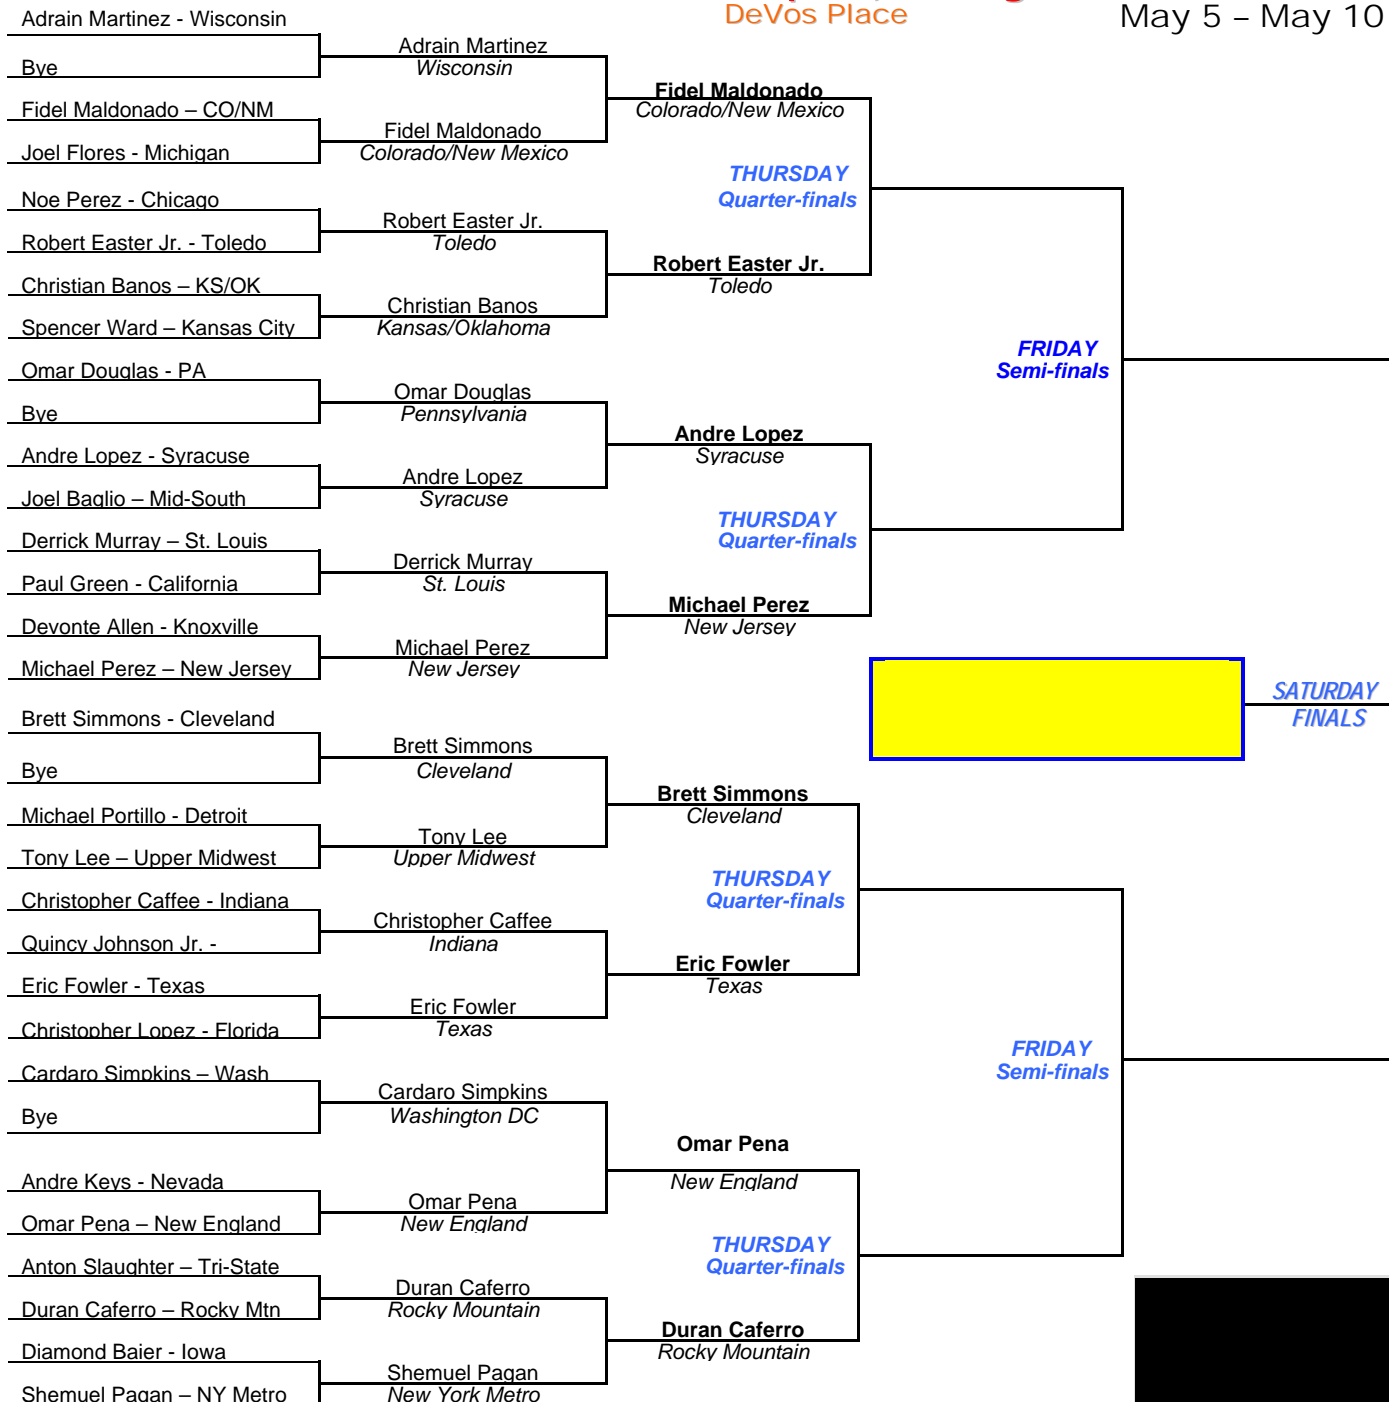 DeVos Place
May 5 – May 10
Adrain Martinez - Wisconsin
Bye
Fidel Maldonado – CO/NM
Joel Flores - Michigan
Noe Perez - Chicago
Robert Easter Jr. - Toledo
Christian Banos – KS/OK
Spencer Ward – Kansas City
Omar Douglas - PA
Bye
Andre Lopez - Syracuse
Joel Baglio – Mid-South
Derrick Murray – St. Louis
Paul Green - California
Devonte Allen - Knoxville
Michael Perez – New Jersey
Brett Simmons - Cleveland
Bye
Michael Portillo - Detroit
Tony Lee – Upper Midwest
Christopher Caffee - Indiana
Quincy Johnson Jr. -
Eric Fowler - Texas
Christopher Lopez - Florida
Cardaro Simpkins – Wash
Bye
Andre Keys - Nevada
Omar Pena – New England
Anton Slaughter – Tri-State
Duran Caferro – Rocky Mtn
Diamond Baier - Iowa
Shemuel Pagan – NY Metro
Adrain Martinez
Wisconsin
Fidel Maldonado
Colorado/New Mexico
Robert Easter Jr.
Toledo
Christian Banos
Kansas/Oklahoma
Omar Douglas
Pennsylvania
Andre Lopez
Syracuse
Derrick Murray
St. Louis
Michael Perez
New Jersey
Brett Simmons
Cleveland
Tony Lee
Upper Midwest
Christopher Caffee
Indiana
Eric Fowler
Texas
Cardaro Simpkins
Washington DC
Omar Pena
New England
Duran Caferro
Rocky Mountain
Shemuel Pagan
New York Metro
Fidel Maldonado
Colorado/New Mexico
THURSDAY
Quarter-finals
Robert Easter Jr.
Toledo
Andre Lopez
Syracuse
THURSDAY
Quarter-finals
Michael Perez
New Jersey
Brett Simmons
Cleveland
THURSDAY
Quarter-finals
Eric Fowler
Texas
Omar Pena
New England
THURSDAY
Quarter-finals
Duran Caferro
Rocky Mountain
FRIDAY
Semi-finals
SATURDAY
FINALS
FRIDAY
Semi-finals